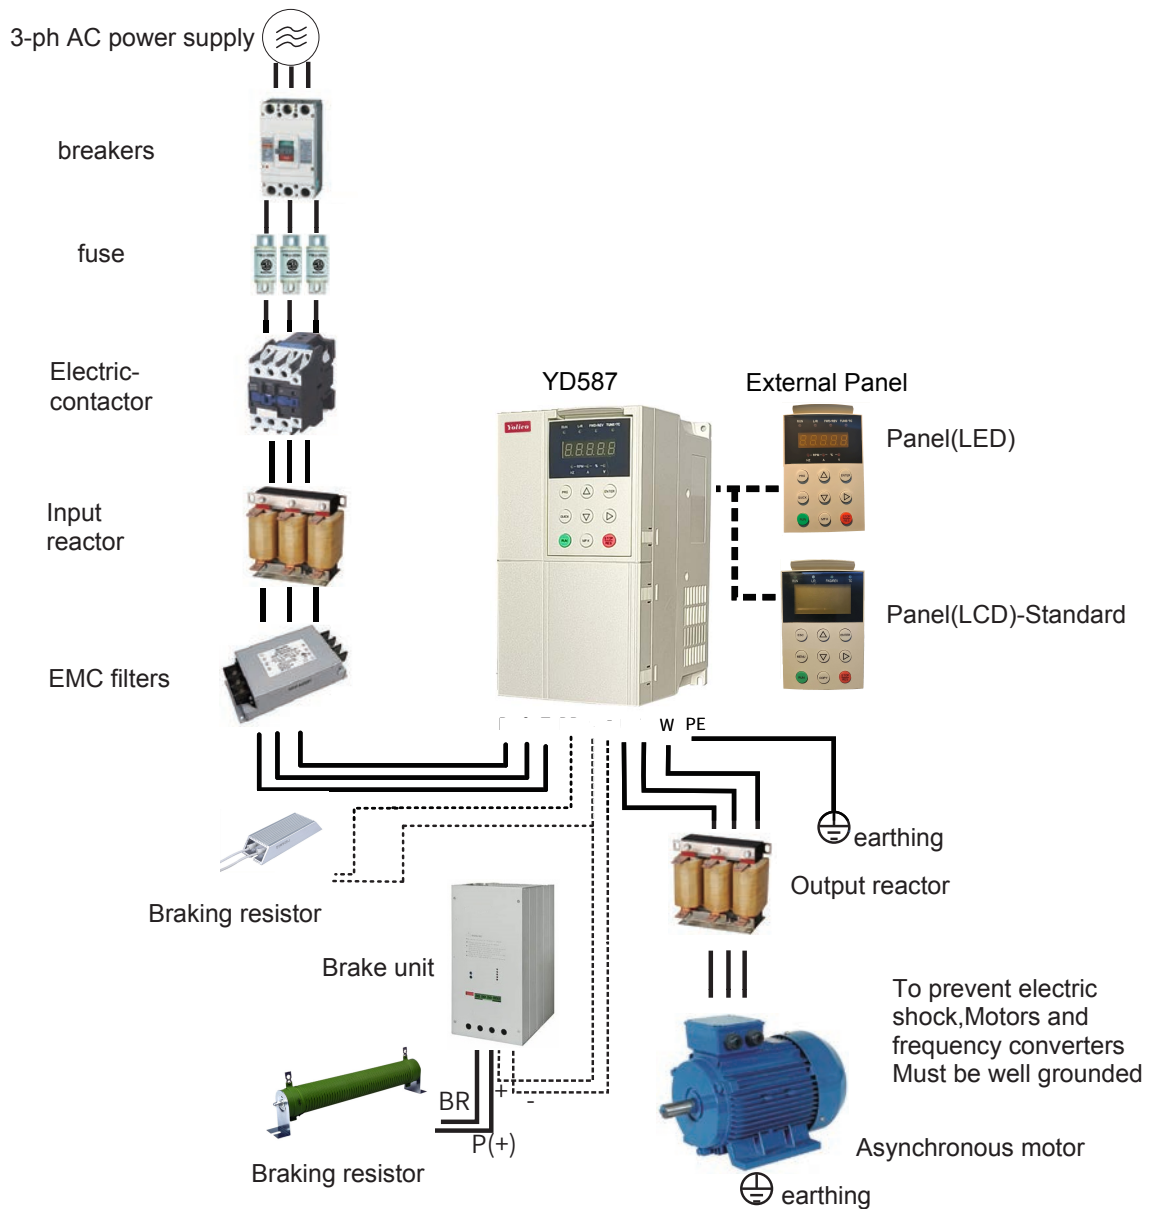 3-ph AC power supply
breakers
fuse
Electric-
contactor
Input
reactor
EMC filters
YD587
External Panel
Panel(LED)
Panel(LCD)-Standard
W PE
earthing
Braking resistor
Output reactor
Brake unit
To prevent electric
shock,Motors and
frequency converters
Must be well grounded
+
-
BR
P(+)
Braking resistor
Asynchronous motor
earthing